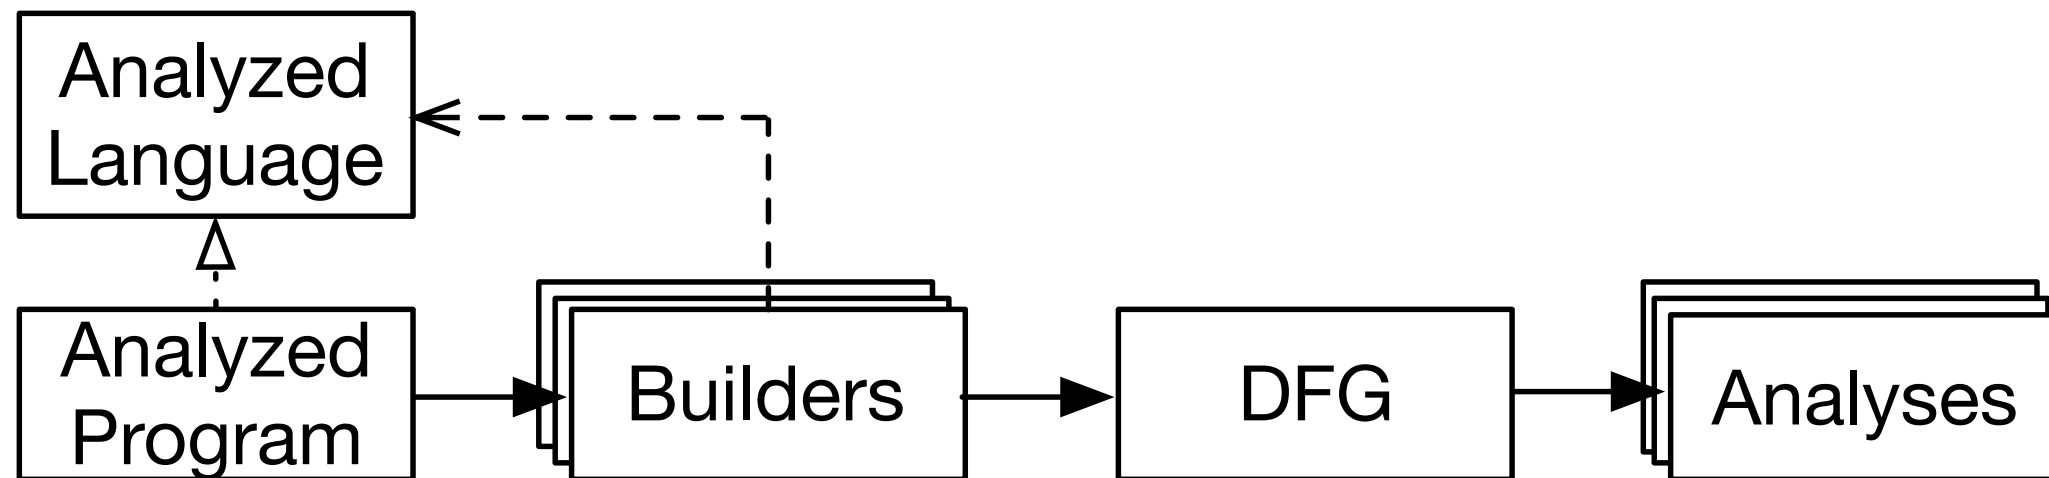 Analyzed
Language
Analyzed
Program
Builders
DFG
Analyses